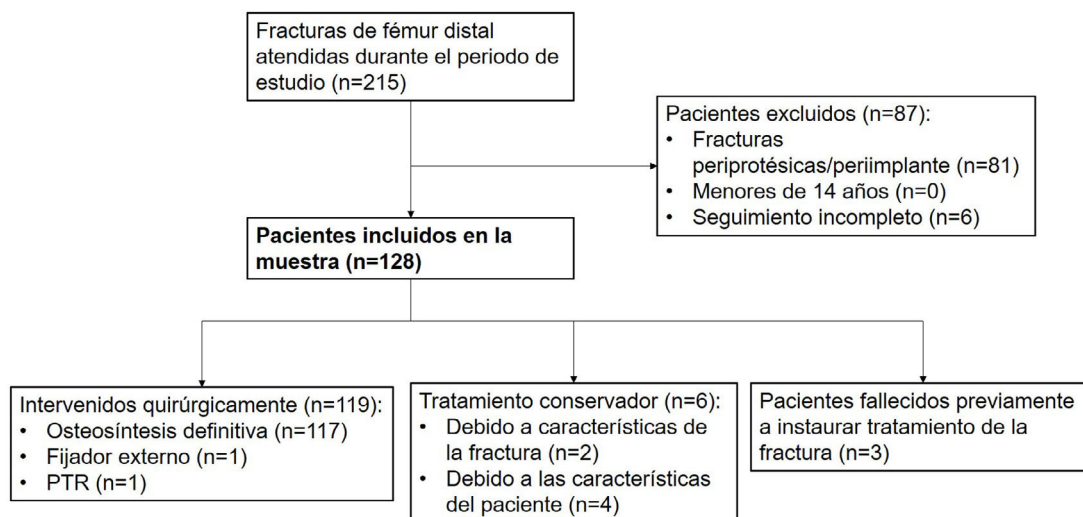 Fracturas de fémur distal
atendidas durante el periodo de
estudio (n=215)
Pacientes excluidos (n=87):
• Fracturas
periprotésicas/periimplante (n=81)
• Menores de 14 años (n=0)
• Seguimiento incompleto (n=6)
Pacientes incluidos en la
muestra (n=128)
Intervenidos quirúrgicamente (n=119):
• Osteosíntesis definitiva (n=117)
• Fijador externo (n=1)
• PTR (n=1)
Tratamiento conservador (n=6):
• Debido a características de
la fractura (n=2)
• Debido a las características
del paciente (n=4)
Pacientes fallecidos previamente
a instaurar tratamiento de la
fractura (n=3)